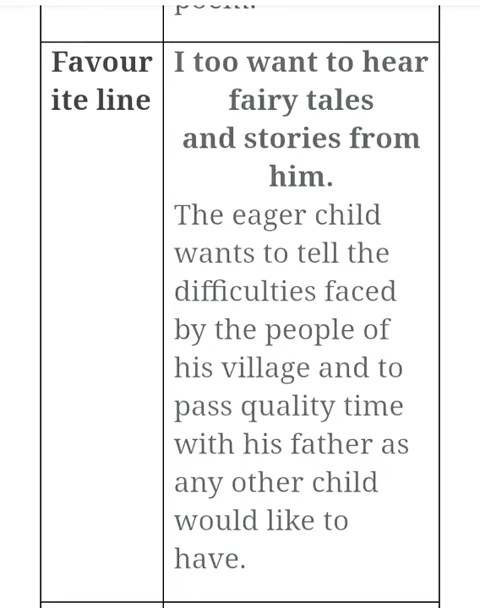 poem.
Favour
ite line
I too want to hear
fairy tales
and stories from
him.
The eager child
wants to tell the
difficulties faced
by the people of
his village and to
pass quality time
with his father as
any other child
would like to
have.